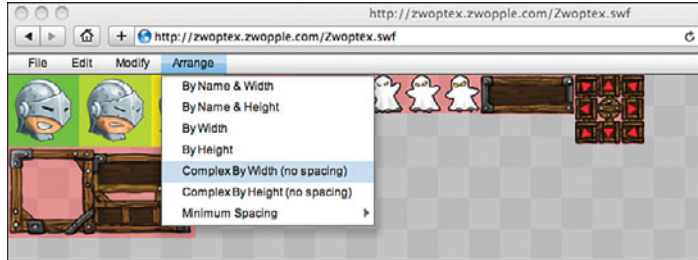 http://zwoptex.zwopple.com/Zwoptex.swf
http://zwoptex.zwopple.com/Zwoptex.swf
File Edit Modify Arrange
By Name & Width
By Name & Height
By Width
By Height
Complex By Width (no spacing)
Complex By Height (no spacing)
Minimum Spacing